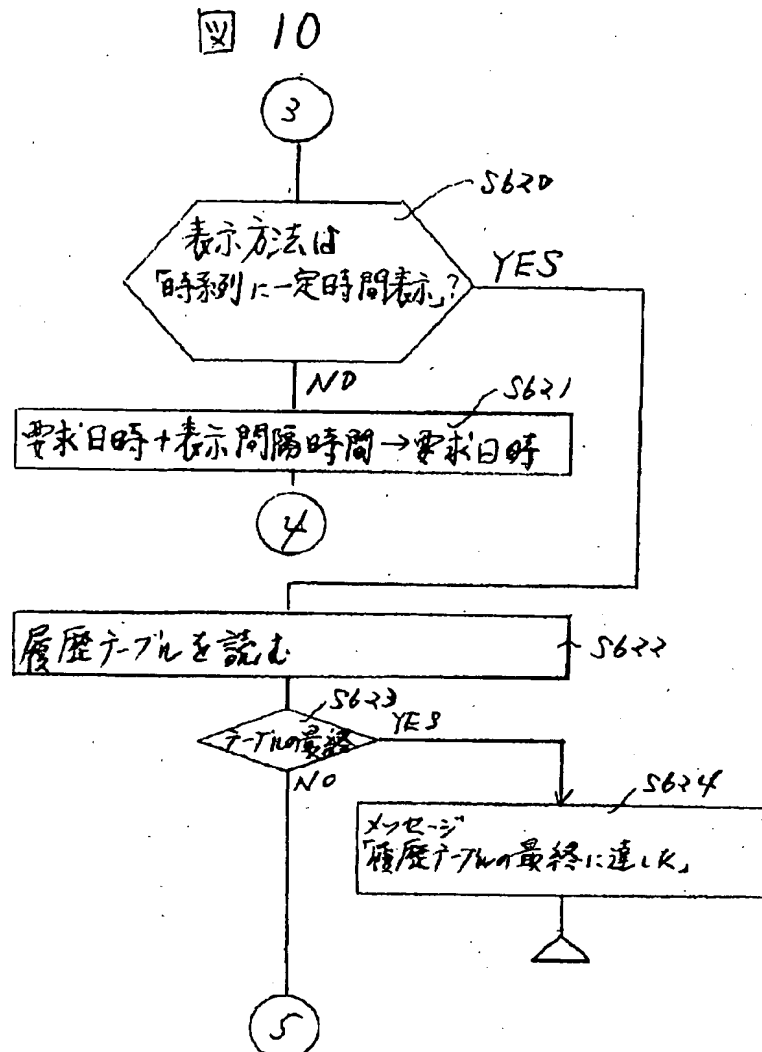 図 10
3
S620
表示方法は
「時系列に一定時間表示」?
YES
NO
S621
要求日時+表示間隔時間→要求日時
4
履歴テーブルを読む
S622
S623
テーブルの最終
YES
NO
S624
メッセージ
「履歴テーブルの最終に達した」
5